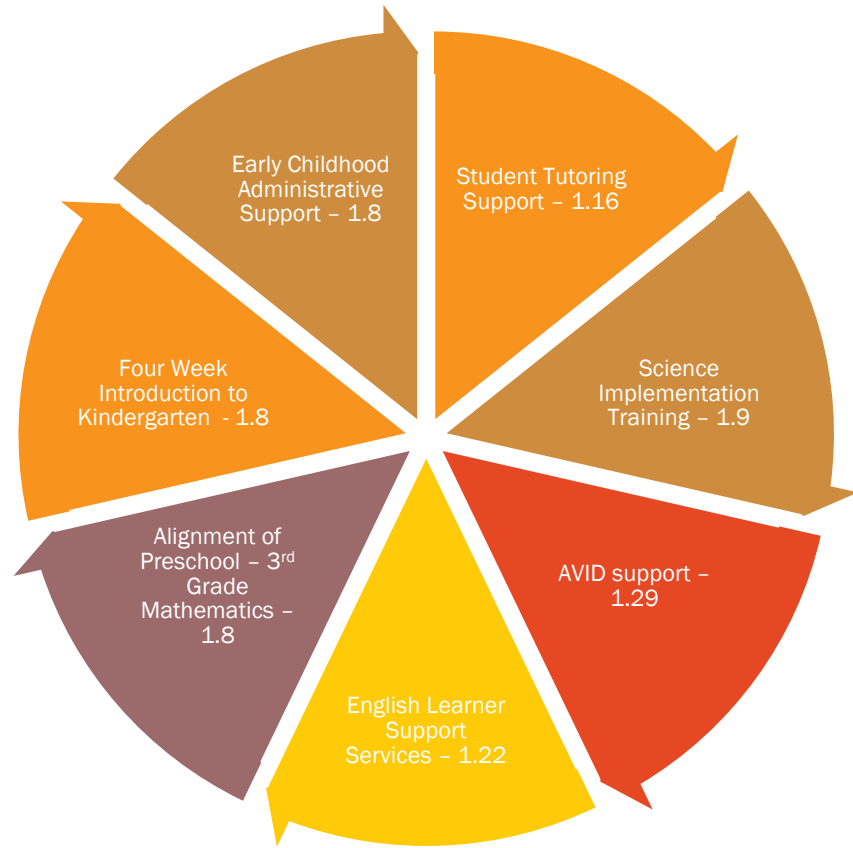 Early Childhood
Administrative
Support – 1.8
Student Tutoring
Support – 1.16
Four Week
Introduction to
Kindergarten - 1.8
Science
Implementation
Training – 1.9
Alignment of
Preschool – 3rd
Grade
Mathematics –
1.8
AVID support –
1.29
English Learner
Support
Services – 1.22